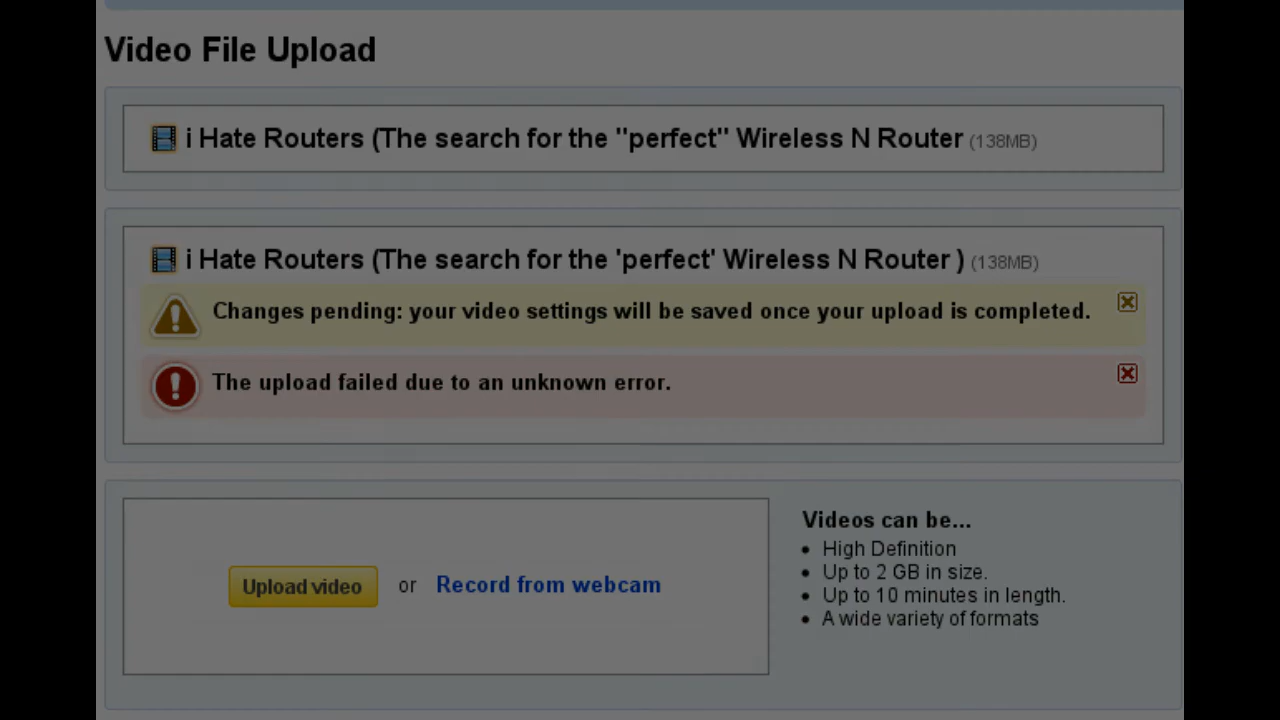 Video File Upload
i Hate Routers (The search for the "perfect" Wireless N Router (138MB)
i Hate Routers (The search for the 'perfect' Wireless N Router ) (138MB)
Changes pending: your video settings will be saved once your upload is completed.
The upload failed due to an unknown error.
Upload video or Record from webcam
Videos can be...
• High Definition
• Up to 2 GB in size.
• Up to 10 minutes in length.
• A wide variety of formats